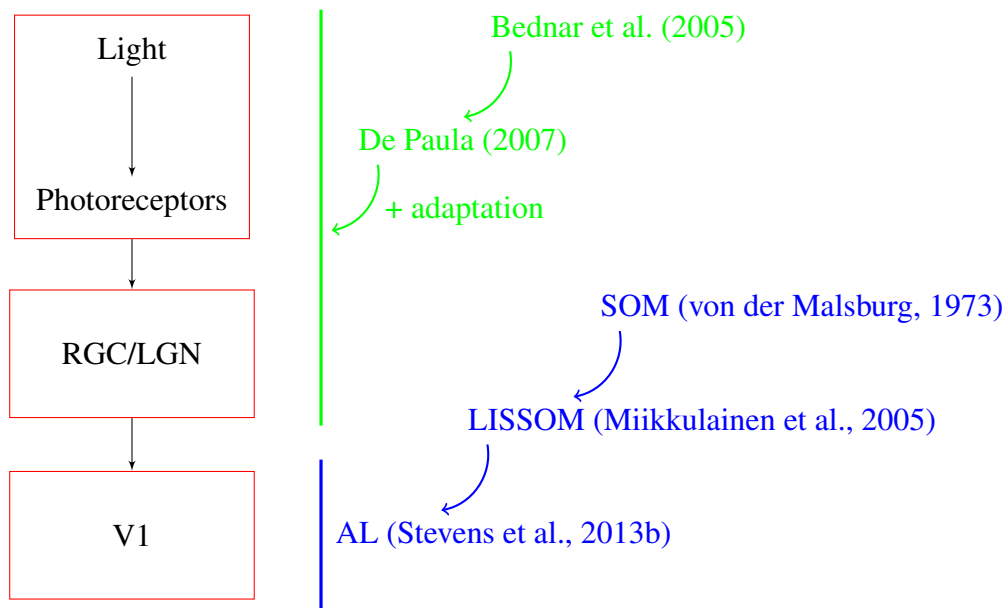 Light
Photoreceptors
RGC/LGN
V1
Bednar et al. (2005)
De Paula (2007)
+ adaptation
SOM (von der Malsburg, 1973)
LISSOM (Miikkulainen et al., 2005)
AL (Stevens et al., 2013b)